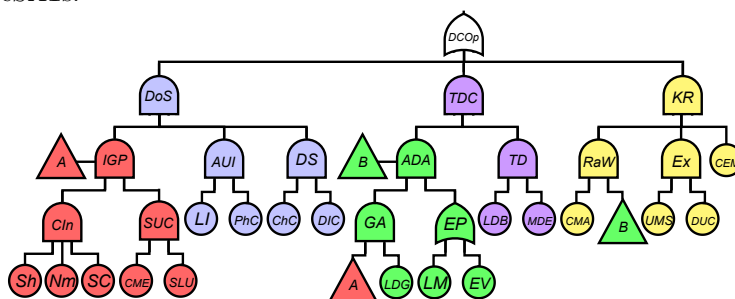 DCOp
DoS TDC KR
A IGP AUI DS B ADA TD RaW Ex CEM
CIn SUC LI PhC ChC DIC GA EP LDB MDE CMA B UMS DUC
Sh Nm SC CME SLU A LDG LM EV